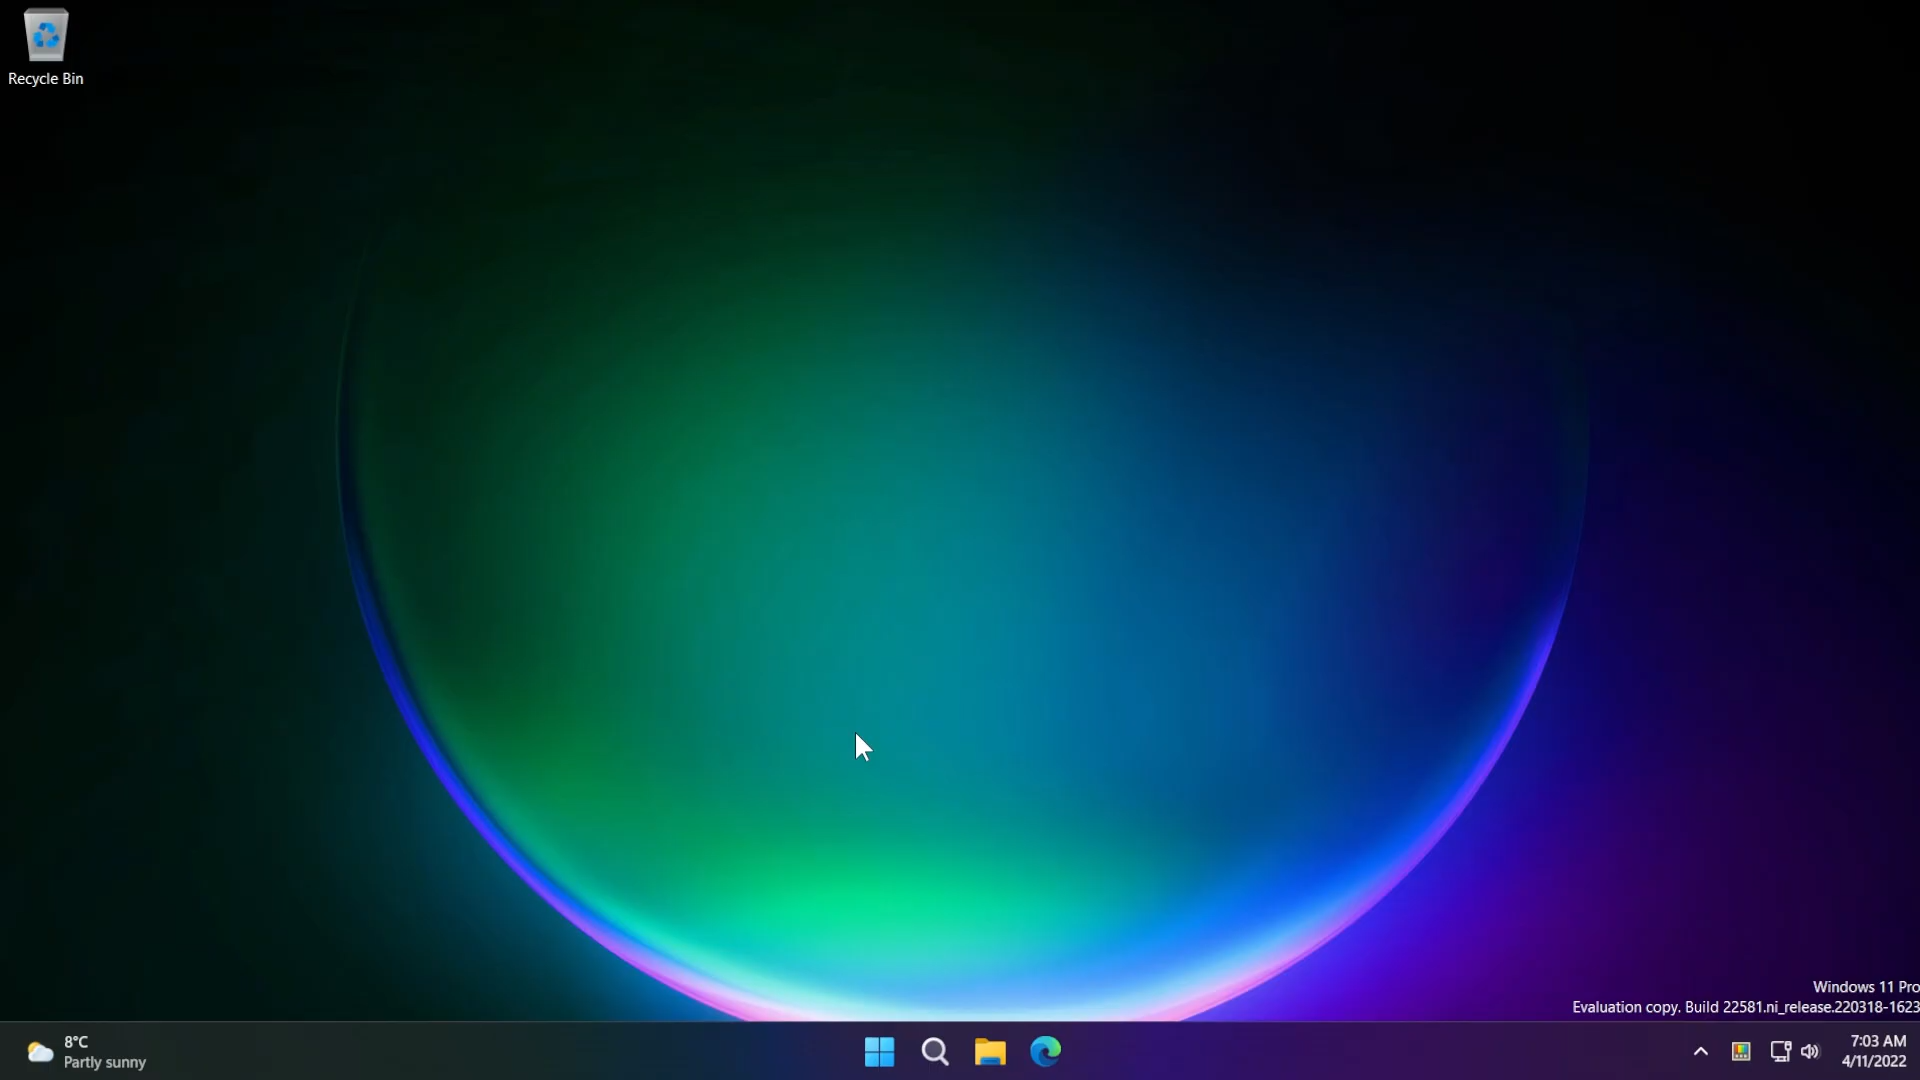 Recycle Bin
Windows 11 Pro
Evaluation copy. Build 22581.ni_release.220318-1623
8°C
Partly sunny
7:03 AM
4/11/2022